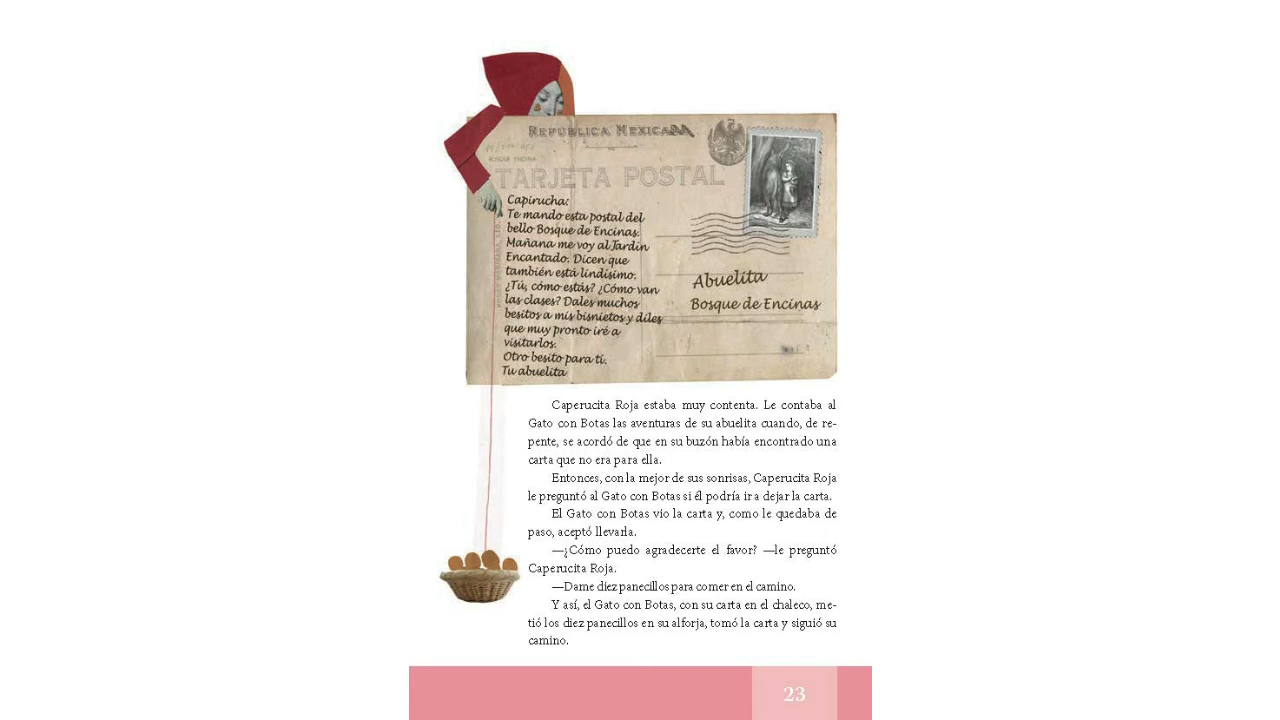 REPÚBLICA MEXICANA
TARJETA POSTAL
Capirucha:
Te mando esta postal del
bello Bosque de Encinas.
Mañana me voy al Jardín
Encantado. Dicen que
también está lindísimo.
¿Tú, cómo estás? ¿Cómo van
las clases? Dales muchos
besitos a mis bisnietos y diles
que muy pronto iré a
visitarlos.
Otro besito para ti.
Tu abuelita
Abuelita
Bosque de Encinas
Caperucita Roja estaba muy contenta. Le contaba al
Gato con Botas las aventuras de su abuelita cuando, de re-
pente, se acordó de que en su buzón había encontrado una
carta que no era para ella.
Entonces, con la mejor de sus sonrisas, Caperucita Roja
le preguntó al Gato con Botas si él podría ir a dejar la carta.
El Gato con Botas vio la carta y, como le quedaba de
paso, aceptó llevarla.
—¿Cómo puedo agradecerte el favor? —le preguntó
Caperucita Roja.
—Dame diez panecillos para comer en el camino.
Y así, el Gato con Botas, con su carta en el chaleco, me-
tió los diez panecillos en su alforja, tomó la carta y siguió su
camino.
23